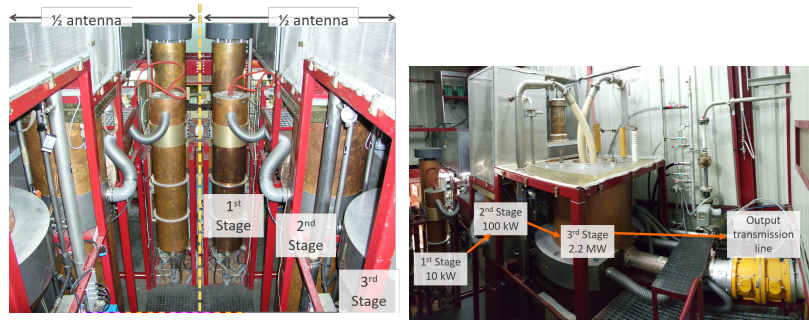 ½ antenna
½ antenna
1st
Stage
2nd
Stage
3rd
Stage
2nd Stage
100 kW
3rd Stage
2.2 MW
1st Stage
10 kW
Output
transmission
line